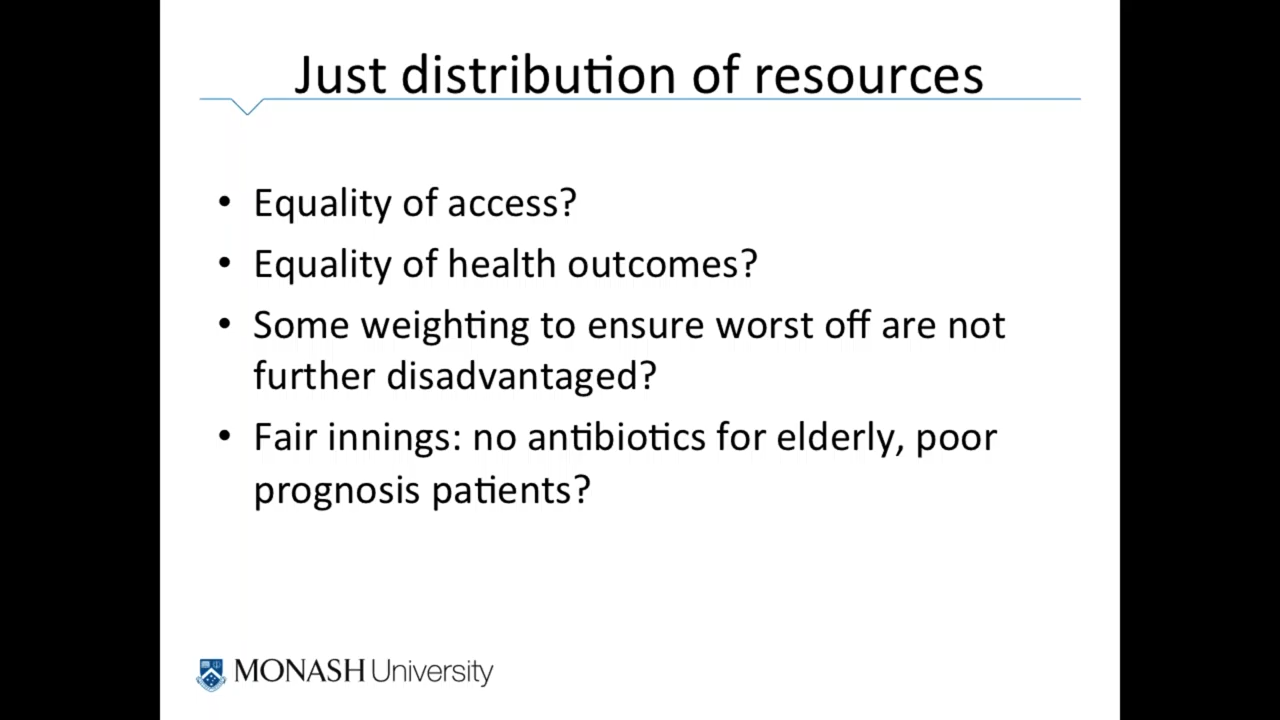 Just distribution of resources
• Equality of access?
• Equality of health outcomes?
• Some weighting to ensure worst off are not
further disadvantaged?
• Fair innings: no antibiotics for elderly, poor
prognosis patients?
MONASH University